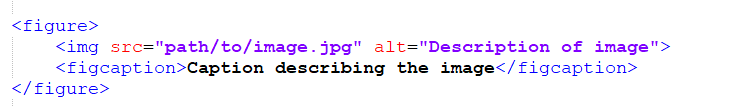 <figure>
    <img src="path/to/image.jpg" alt="Description of image">
    <figcaption>Caption describing the image</figcaption>
</figure>